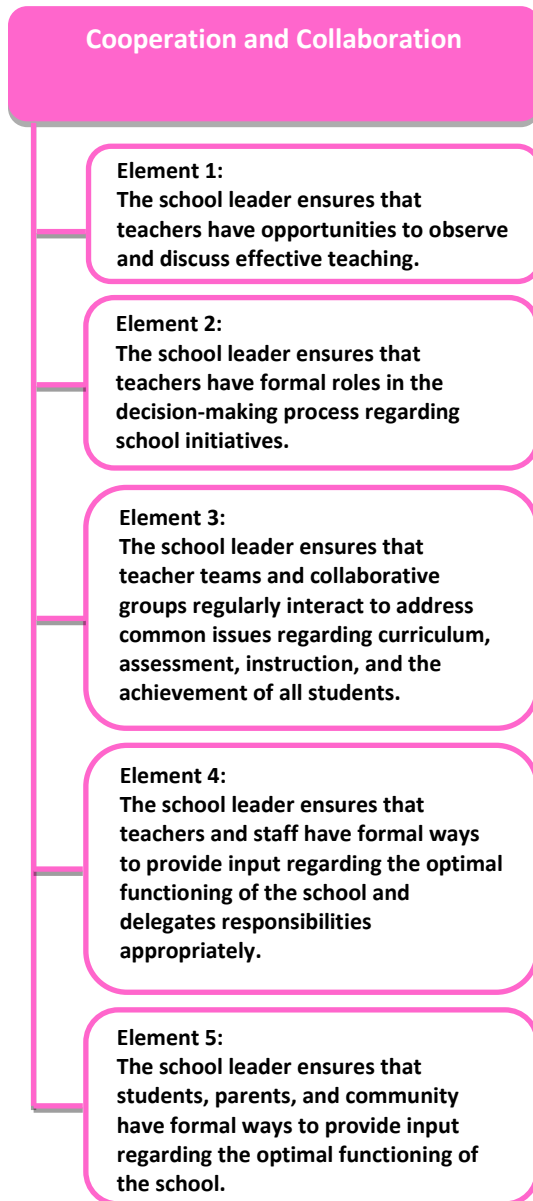 Cooperation and Collaboration
Element 1:
The school leader ensures that
teachers have opportunities to observe
and discuss effective teaching.
Element 2:
The school leader ensures that
teachers have formal roles in the
decision-making process regarding
school initiatives.
Element 3:
The school leader ensures that
teacher teams and collaborative
groups regularly interact to address
common issues regarding curriculum,
assessment, instruction, and the
achievement of all students.
Element 4:
The school leader ensures that
teachers and staff have formal ways
to provide input regarding the optimal
functioning of the school and
delegates responsibilities
appropriately.
Element 5:
The school leader ensures that
students, parents, and community
have formal ways to provide input
regarding the optimal functioning of
the school.